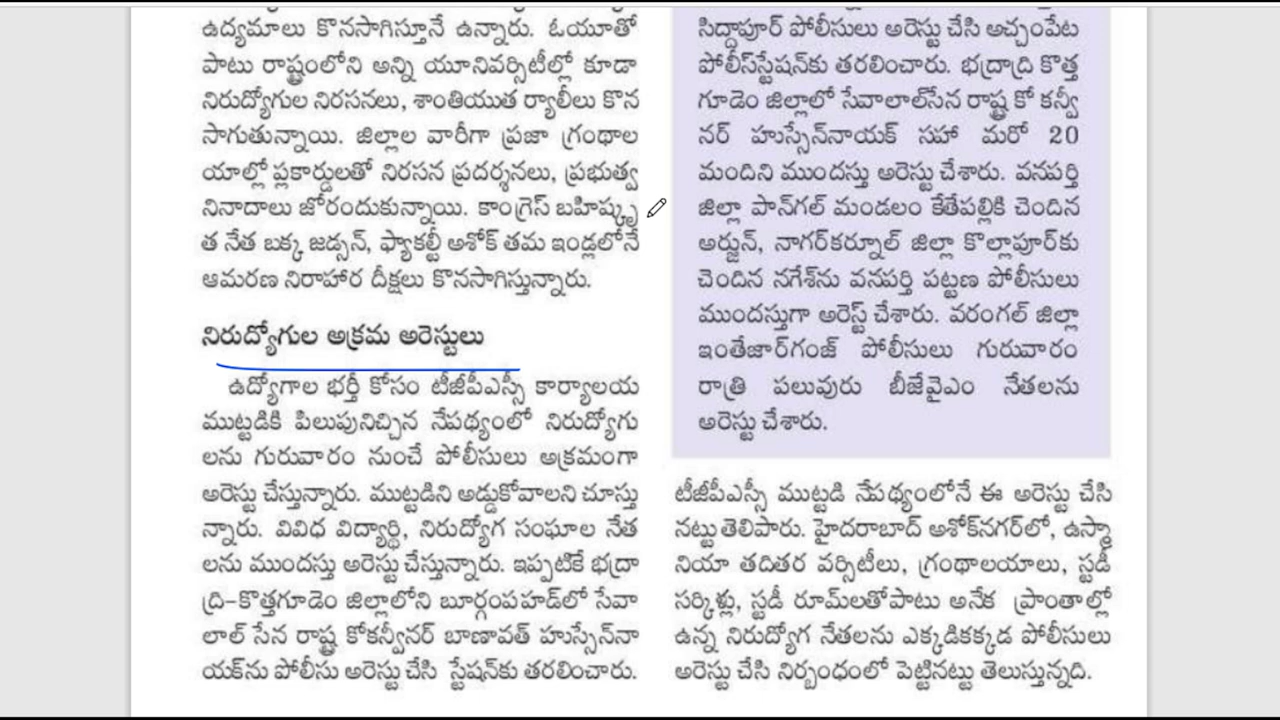 ఉద్యమాలు కొనసాగిస్తూనే ఉన్నారు. ఓయూతో
పాటు రాష్ట్రంలోని అన్ని యూనివర్సిటీల్లో కూడా
నిరుద్యోగుల నిరసనలు, శాంతియుత ర్యాలీలు కొన
సాగుతున్నాయి. జిల్లాల వారీగా ప్రజా గ్రంథాల
యాల్లో ప్లకార్డులతో నిరసన ప్రదర్శనలు, ప్రభుత్వ
నినాదాలు జోరందుకున్నాయి. కాంగ్రెస్ బహిష్కృ
త నేత బక్క జడ్సన్, ఫ్యాకల్టీ అశోక్ తమ ఇండ్లలోనే
ఆమరణ నిరాహార దీక్షలు కొనసాగిస్తున్నారు.
నిరుద్యోగుల అక్రమ అరెస్టులు
ఉద్యోగాల భర్తీ కోసం టీజీపీఎస్సీ కార్యాలయ
ముట్టడికి పిలుపునిచ్చిన నేపథ్యంలో నిరుద్యోగు
లను గురువారం నుంచే పోలీసులు అక్రమంగా
అరెస్టు చేస్తున్నారు. ముట్టడిని అడ్డుకోవాలని చూస్తు
న్నారు. వివిధ విద్యార్థి, నిరుద్యోగ సంఘాల నేత
లను ముందస్తు అరెస్టు చేస్తున్నారు. ఇప్పటికే భద్రా
ద్రి-కొత్తగూడెం జిల్లాలోని బూర్గంపహడ్‌లో సేవా
లాల్ సేన రాష్ట్ర కోకన్వీనర్ బాణావత్ హుస్సేన్‌నా
యక్‌ను పోలీసు అరెస్టు చేసి స్టేషన్‌కు తరలించారు.
సిద్దాపూర్ పోలీసులు అరెస్టు చేసి అచ్చంపేట
పోలీస్‌స్టేషన్‌కు తరలించారు. భద్రాద్రి కొత్త
గూడెం జిల్లాలో సేవాలాల్‌సేన రాష్ట్ర కో కన్వీ
నర్ హుస్సేన్‌నాయక్ సహా మరో 20
మందిని ముందస్తు అరెస్టు చేశారు. వనపర్తి
జిల్లా పాన్‌గల్ మండలం కేతేపల్లికి చెందిన
అర్జున్, నాగర్‌కర్నూల్ జిల్లా కొల్లాపూర్‌కు
చెందిన నగేశ్‌ను వనపర్తి పట్టణ పోలీసులు
ముందస్తుగా అరెస్ట్ చేశారు. వరంగల్ జిల్లా
ఇంతేజార్‌గంజ్ పోలీసులు గురువారం
రాత్రి పలువురు బీజేవైఎం నేతలను
అరెస్టు చేశారు.
టీజీపీఎస్సీ ముట్టడి నేపథ్యంలోనే ఈ అరెస్టు చేసి
నట్టు తెలిపారు. హైదరాబాద్ అశోక్‌నగర్‌లో, ఉస్మా
నియా తదితర వర్సిటీలు, గ్రంథాలయాలు, స్టడీ
సర్కిళ్లు, స్టడీ రూమ్‌లతోపాటు అనేక ప్రాంతాల్లో
ఉన్న నిరుద్యోగ నేతలను ఎక్కడికక్కడ పోలీసులు
అరెస్టు చేసి నిర్బంధంలో పెట్టినట్టు తెలుస్తున్నది.